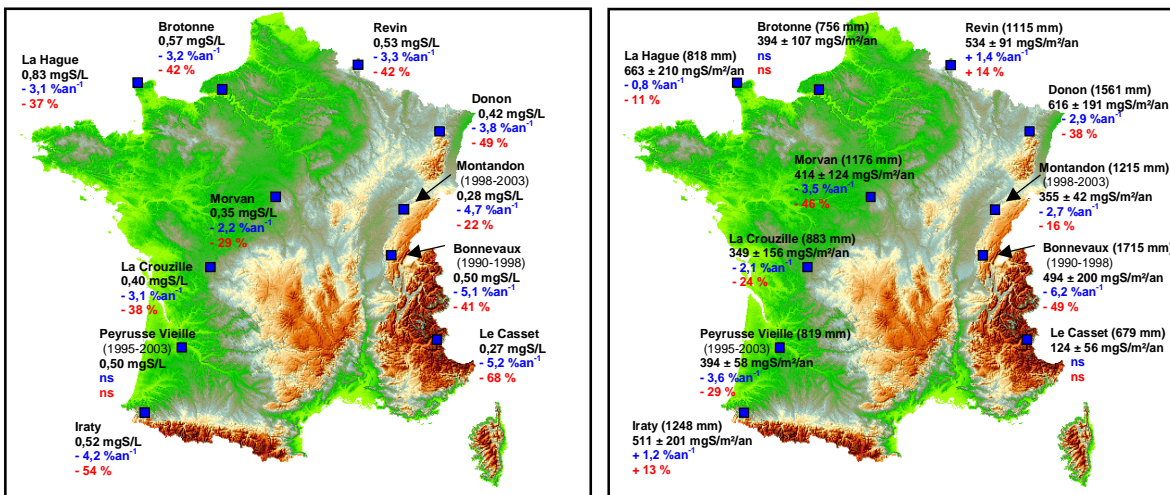 Brotonne
0,57 mgS/L
- 3,2 %an-1
- 42 %
Revin
0,53 mgS/L
- 3,3 %an-1
- 42 %
La Hague
0,83 mgS/L
- 3,1 %an-1
- 37 %
Donon
0,42 mgS/L
- 3,8 %an-1
- 49 %
Montandon
(1998-2003)
0,28 mgS/L
- 4,7 %an-1
- 22 %
Morvan
0,35 mgS/L
- 2,2 %an-1
- 29 %
Bonnevaux
(1990-1998)
0,50 mgS/L
- 5,1 %an-1
- 41 %
La Crouzille
0,40 mgS/L
- 3,1 %an-1
- 38 %
Peyrusse Vieille
(1995-2003)
0,50 mgS/L
ns
ns
Le Casset
0,27 mgS/L
- 5,2 %an-1
- 68 %
Iraty
0,52 mgS/L
- 4,2 %an-1
- 54 %
Brotonne (756 mm)
394 ± 107 mgS/m²/an
ns
ns
Revin (1115 mm)
534 ± 91 mgS/m²/an
+ 1,4 %an-1
+ 14 %
La Hague (818 mm)
663 ± 210 mgS/m²/an
- 0,8 %an-1
- 11 %
Donon (1561 mm)
616 ± 191 mgS/m²/an
- 2,9 %an-1
- 38 %
Morvan (1176 mm)
414 ± 124 mgS/m²/an
- 3,5 %an-1
- 46 %
Montandon (1215 mm)
(1998-2003)
355 ± 42 mgS/m²/an
- 2,7 %an-1
- 16 %
La Crouzille (883 mm)
349 ± 156 mgS/m²/an
- 2,1 %an-1
- 24 %
Bonnevaux (1715 mm)
(1990-1998)
494 ± 200 mgS/m²/an
- 6,2 %an-1
- 49 %
Peyrusse Vieille (819 mm)
(1995-2003)
394 ± 58 mgS/m²/an
- 3,6 %an-1
- 29 %
Le Casset (679 mm)
124 ± 56 mgS/m²/an
ns
ns
Iraty (1248 mm)
511 ± 201 mgS/m²/an
+ 1,2 %an-1
+ 13 %